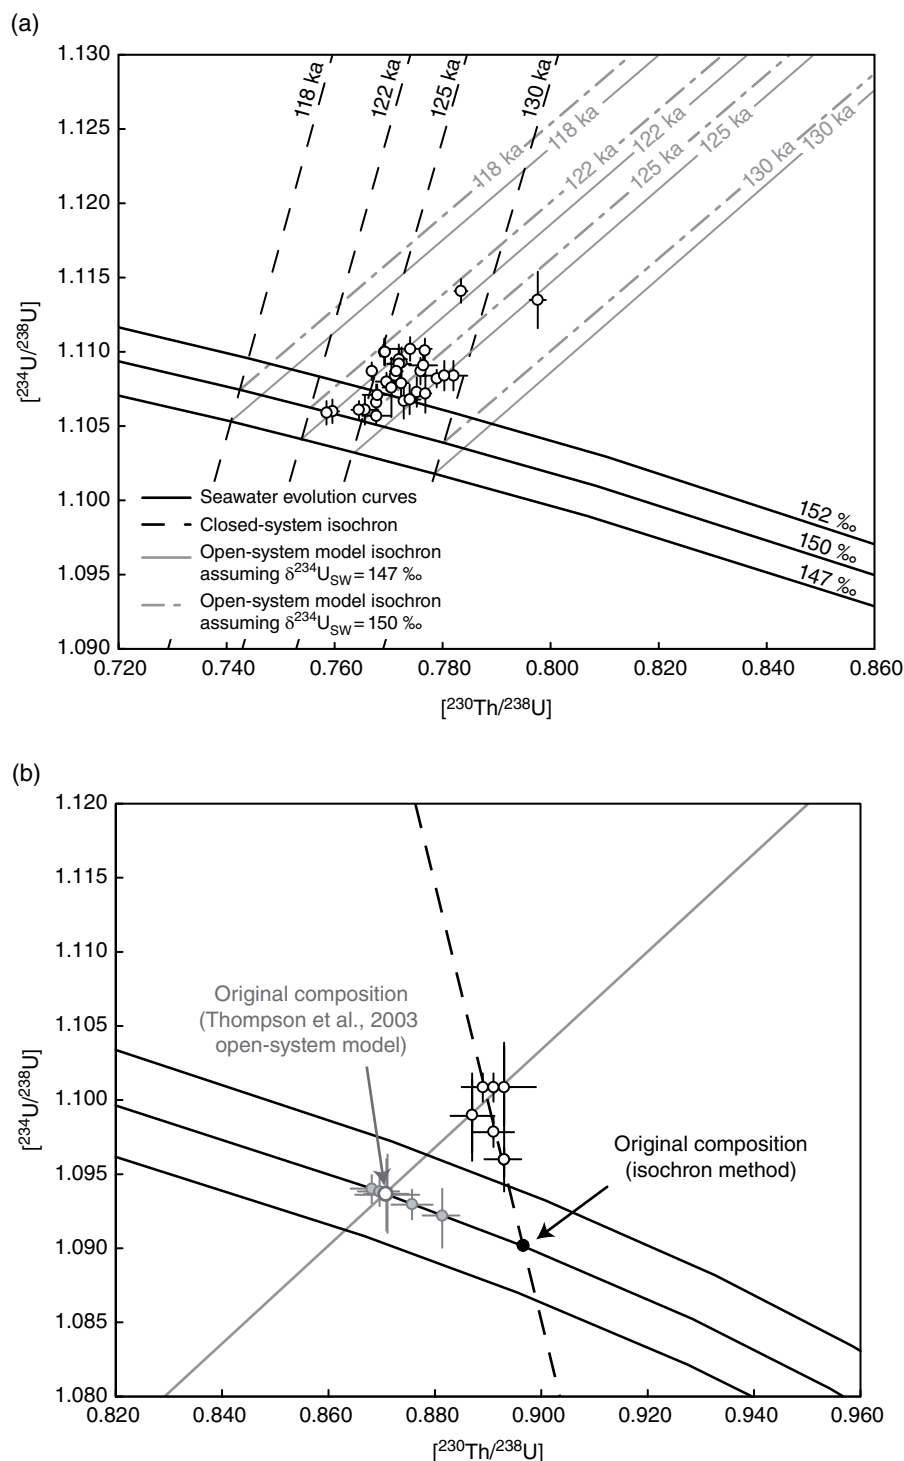 (a)
1.130
1.125
1.120
1.115
1.110
1.105
1.100
1.095
1.090
[²³⁴U/²³⁸U]
118 ka
122 ka
125 ka
130 ka
118 ka
118 ka
122 ka
122 ka
125 ka
125 ka
130 ka
130 ka
152 ‰
150 ‰
147 ‰
Seawater evolution curves
Closed-system isochron
Open-system model isochron
assuming δ²³⁴U_SW = 147 ‰
Open-system model isochron
assuming δ²³⁴U_SW = 150 ‰
0.720 0.740 0.760 0.780 0.800 0.820 0.840 0.860
[²³⁰Th/²³⁸U]
(b)
1.120
1.115
1.110
1.105
1.100
1.095
1.090
1.085
1.080
[²³⁴U/²³⁸U]
Original composition
(Thompson et al., 2003
open-system model)
Original composition
(isochron method)
0.820 0.840 0.860 0.880 0.900 0.920 0.940 0.960
[²³⁰Th/²³⁸U]